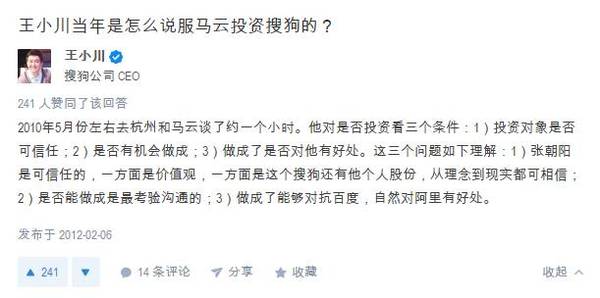 王小川当年是怎么说服马云投资搜狗的？
王小川
搜狗公司 CEO
241 人赞同了该回答
2010年5月份左右去杭州和马云谈了约一个小时。他对是否投资看三个条件：1）投资对象是否
可信任；2）是否有机会做成；3）做成了是否对他有好处。这三个问题如下理解：1）张朝阳
是可信任的，一方面是价值观，一方面是这个搜狗还有他个人股份，从理念到现实都可相信；
2）是否能做成是最考验沟通的；3）做成了能够对抗百度，自然对阿里有好处。
发布于 2012-02-06
241 14 条评论 分享 收藏 收起